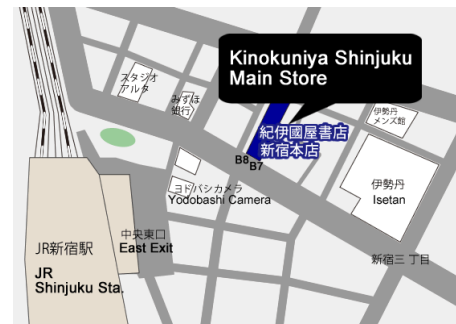 Kinokuniya Shinjuku
Main Store
スタジオ
アルタ
みずほ
銀行
紀伊國屋書店
新宿本店
伊勢丹
メンズ館
B8
B7
ヨドバシカメラ
Yodobashi Camera
伊勢丹
Isetan
中央東口
East Exit
JR新宿駅
JR
Shinjuku Sta.
新宿三丁目